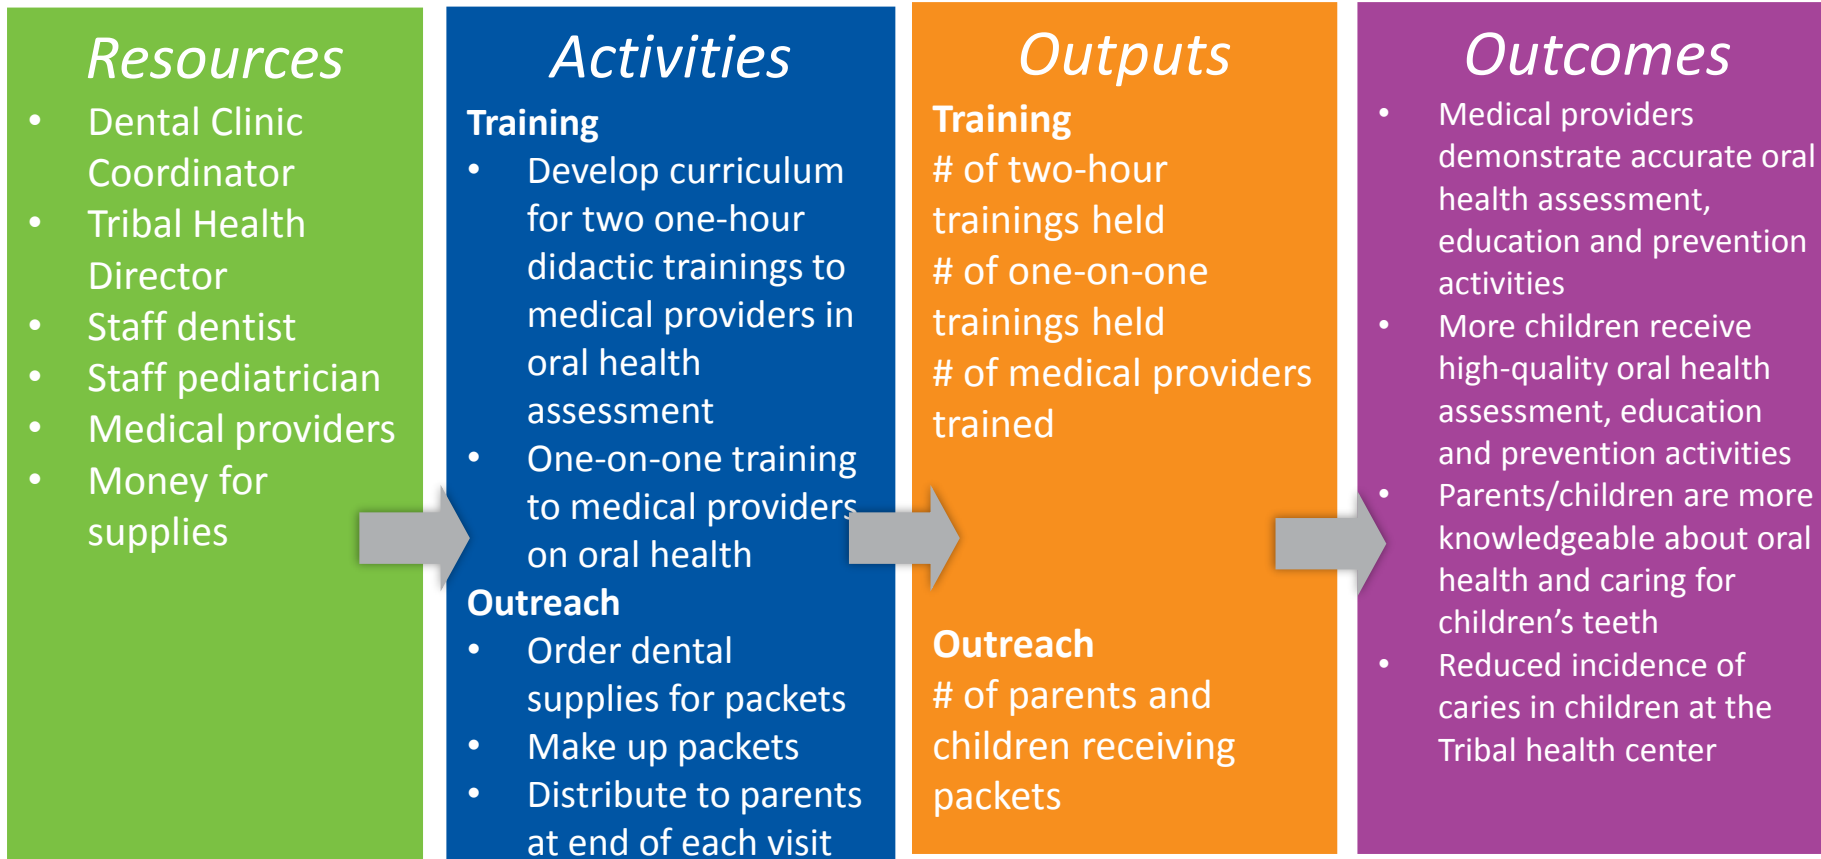 Resources
• Dental Clinic
Coordinator
• Tribal Health
Director
• Staff dentist
• Staff pediatrician
• Medical providers
• Money for
supplies
Activities
Training
• Develop curriculum
for two one-hour
didactic trainings to
medical providers in
oral health
assessment
• One-on-one training
to medical providers
on oral health
Outreach
• Order dental
supplies for packets
• Make up packets
• Distribute to parents
at end of each visit
Outputs
Training
# of two-hour
trainings held
# of one-on-one
trainings held
# of medical providers
trained
Outreach
# of parents and
children receiving
packets
Outcomes
• Medical providers
demonstrate accurate oral
health assessment,
education and prevention
activities
• More children receive
high-quality oral health
assessment, education
and prevention activities
• Parents/children are more
knowledgeable about oral
health and caring for
children’s teeth
• Reduced incidence of
caries in children at the
Tribal health center